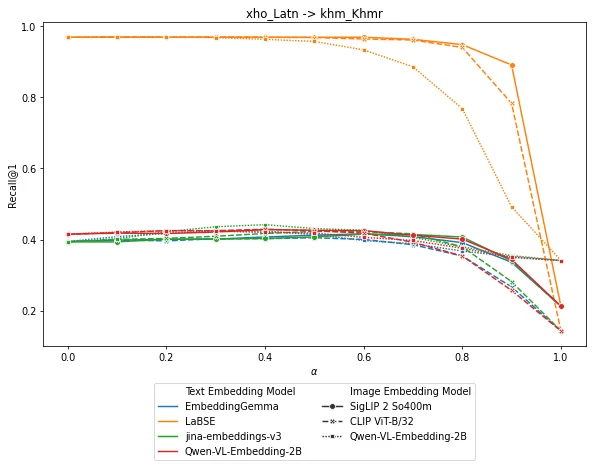 xho_Latn -> khm_Khmr
1.0
0.8
0.6
0.4
0.2
Recall@1
0.0 0.2 0.4 0.6 0.8 1.0
α
Text Embedding Model
EmbeddingGemma
LaBSE
jina-embeddings-v3
Qwen-VL-Embedding-2B
Image Embedding Model
SigLIP 2 So400m
CLIP ViT-B/32
Qwen-VL-Embedding-2B